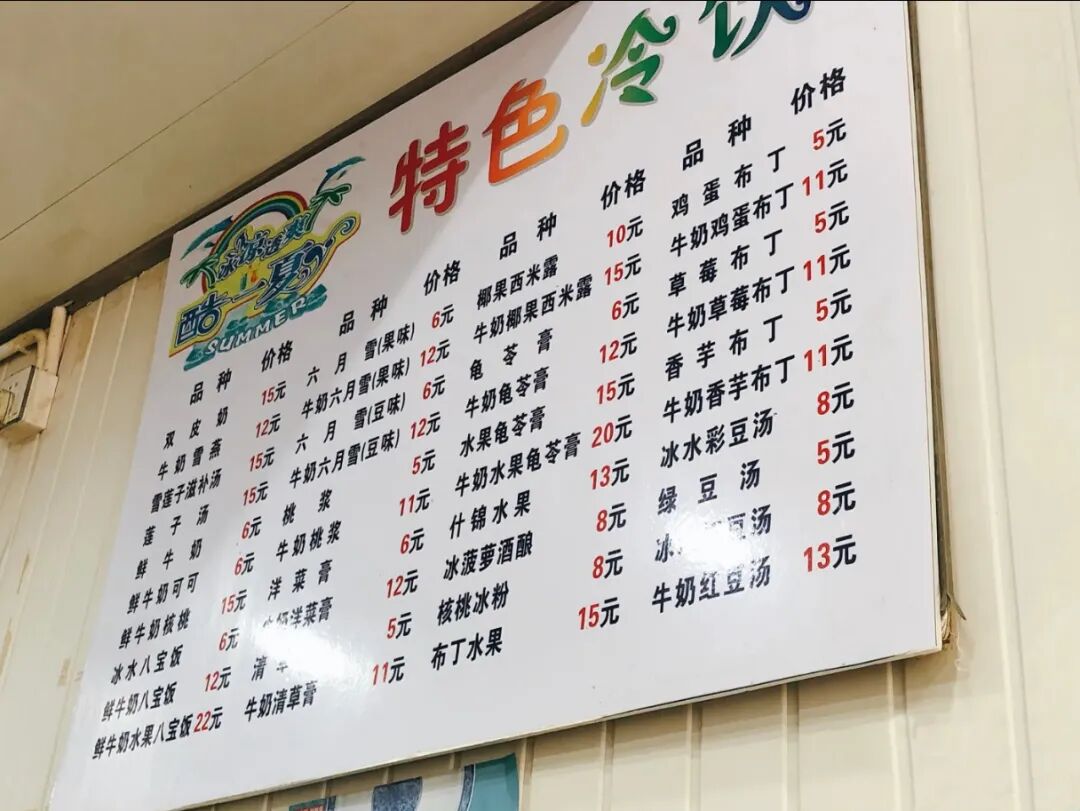 特色冷饮
酷一夏
SUMMER
品种 价格
双皮奶 15元
牛奶雪燕 12元
雪莲子滋补汤 15元
莲子汤 15元
鲜牛奶 6元
鲜牛奶可可 6元
鲜牛奶核桃 15元
冰水八宝饭 6元
鲜牛奶八宝饭 12元
鲜牛奶水果八宝饭 22元
品种 价格
六月雪(果味) 6元
牛奶六月雪(果味) 12元
六月雪(豆味) 6元
牛奶六月雪(豆味) 12元
桃浆 5元
牛奶桃浆 11元
洋菜膏 6元
牛奶洋菜膏 12元
清草 5元
牛奶清草膏 11元
品种 价格
椰果西米露 10元
牛奶椰果西米露 15元
龟苓膏 6元
牛奶龟苓膏 12元
水果龟苓膏 15元
牛奶水果龟苓膏 20元
什锦水果 13元
冰菠萝酒酿 8元
核桃冰粉 8元
布丁水果 15元
品种 价格
鸡蛋布丁 5元
牛奶鸡蛋布丁 11元
草莓布丁 5元
牛奶草莓布丁 11元
香芋布丁 5元
牛奶香芋布丁 11元
冰水彩豆汤 8元
绿豆汤 5元
冰豆汤 8元
牛奶红豆汤 13元